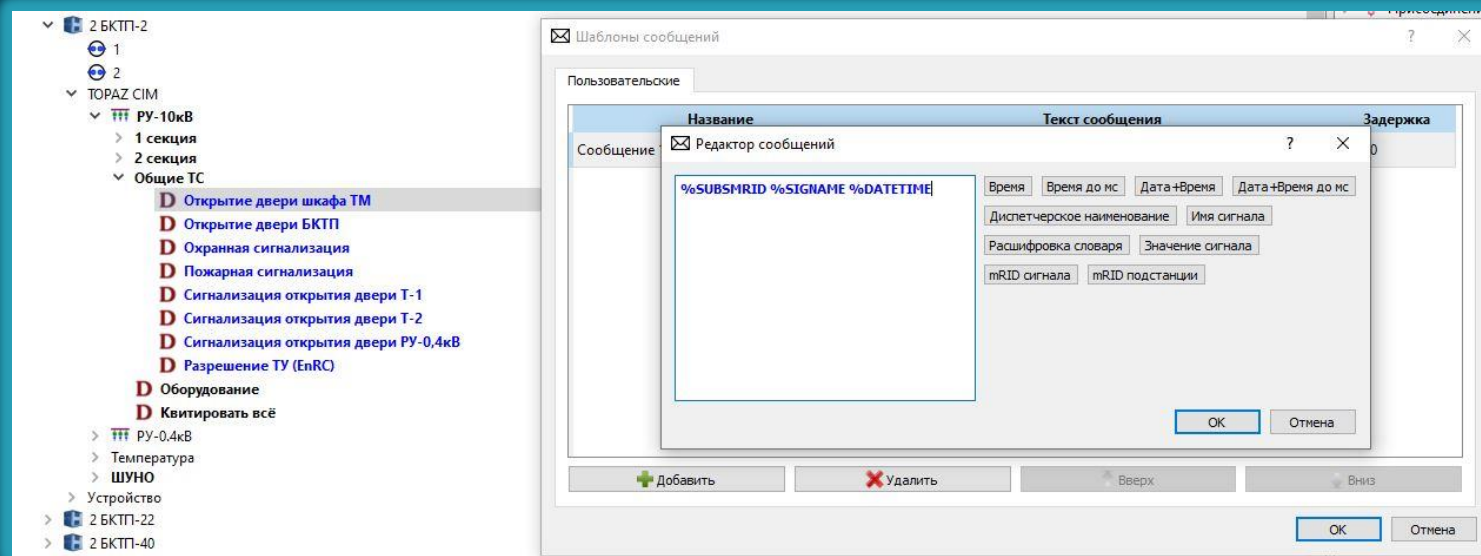 Присоединени
2 БКТП-2
1
2
TOPAZ CIM
РУ-10кВ
1 секция
2 секция
Общие ТС
D Открытие двери шкафа ТМ
D Открытие двери БКТП
D Охранная сигнализация
D Пожарная сигнализация
D Сигнализация открытия двери Т-1
D Сигнализация открытия двери Т-2
D Сигнализация открытия двери РУ-0,4кВ
D Разрешение ТУ (EnRC)
D Оборудование
D Квитировать всё
РУ-0.4кВ
Температура
ШУНО
Устройство
2 БКТП-22
2 БКТП-40
Шаблоны сообщений ?
Пользовательские
Название Текст сообщения Задержка
Сообщение 0
Редактор сообщений ?
%SUBSMRID %SIGNAME %DATETIME
Время Время до мс Дата+Время Дата+Время до мс
Диспетчерское наименование Имя сигнала
Расшифровка словаря Значение сигнала
mRID сигнала mRID подстанции
OK Отмена
Добавить Удалить Вверх Вниз
OK Отмена